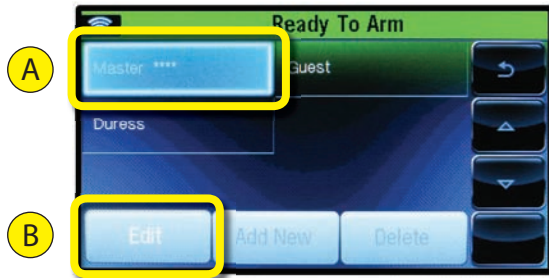 Ready To Arm
A
Master ****
Guest
Duress
B
Edit
Add New
Delete